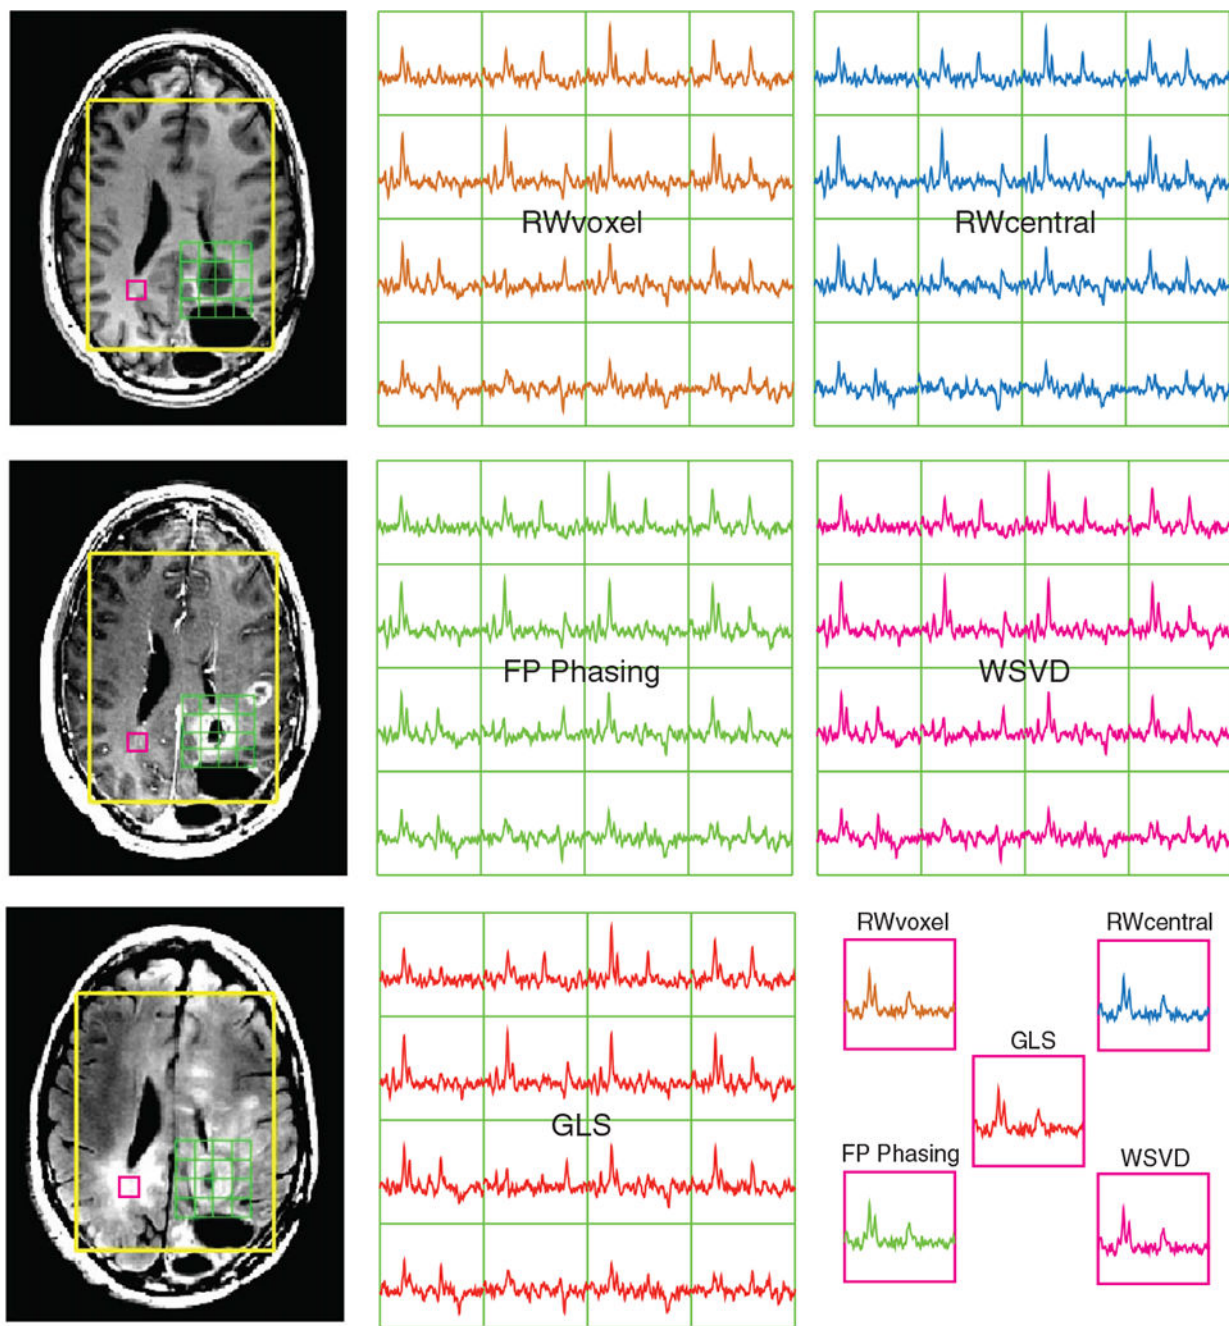 RWvoxel
RWcentral
FP Phasing
WSVD
GLS
RWvoxel
RWcentral
GLS
FP Phasing
WSVD